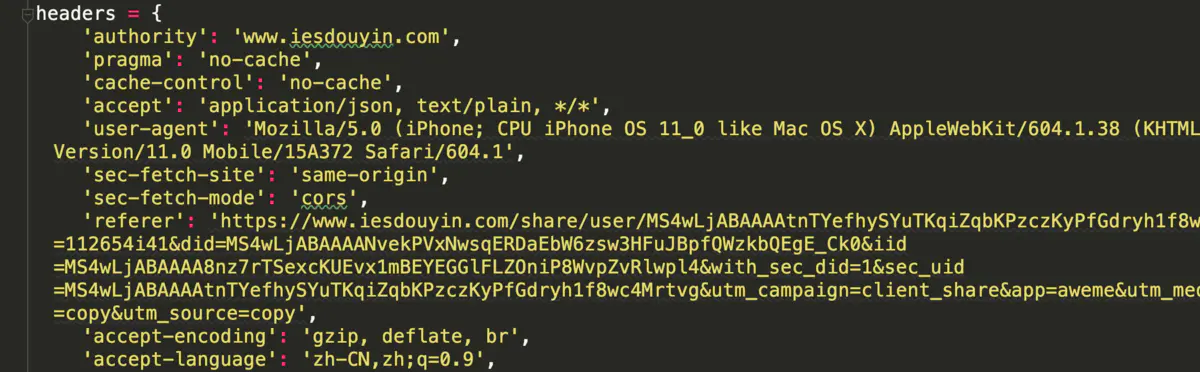 headers = {
'authority': 'www.iesdouyin.com',
'pragma': 'no-cache',
'cache-control': 'no-cache',
'accept': 'application/json, text/plain, */*',
'user-agent': 'Mozilla/5.0 (iPhone; CPU iPhone OS 11_0 like Mac OS X) AppleWebKit/604.1.38 (KHTML
Version/11.0 Mobile/15A372 Safari/604.1',
'sec-fetch-site': 'same-origin',
'sec-fetch-mode': 'cors',
'referer': 'https://www.iesdouyin.com/share/user/MS4wLjABAAAAtnTYefhySYuTKqiZqbKPzczKyPfGdryh1f8w
=112654i41&did=MS4wLjABAAAANvekPVxNwsqERDaEbW6zsw3HFuJBpfQWzkbQEgE_Ck0&iid
=MS4wLjABAAAA8nz7rTSexcKUEvx1mBEYEGGlFLZOniP8WvpZvRlwpl4&with_sec_did=1&sec_uid
=MS4wLjABAAAAtnTYefhySYuTKqiZqbKPzczKyPfGdryh1f8wc4Mrtvg&utm_campaign=client_share&app=aweme&utm_med
=copy&utm_source=copy',
'accept-encoding': 'gzip, deflate, br',
'accept-language': 'zh-CN,zh;q=0.9',